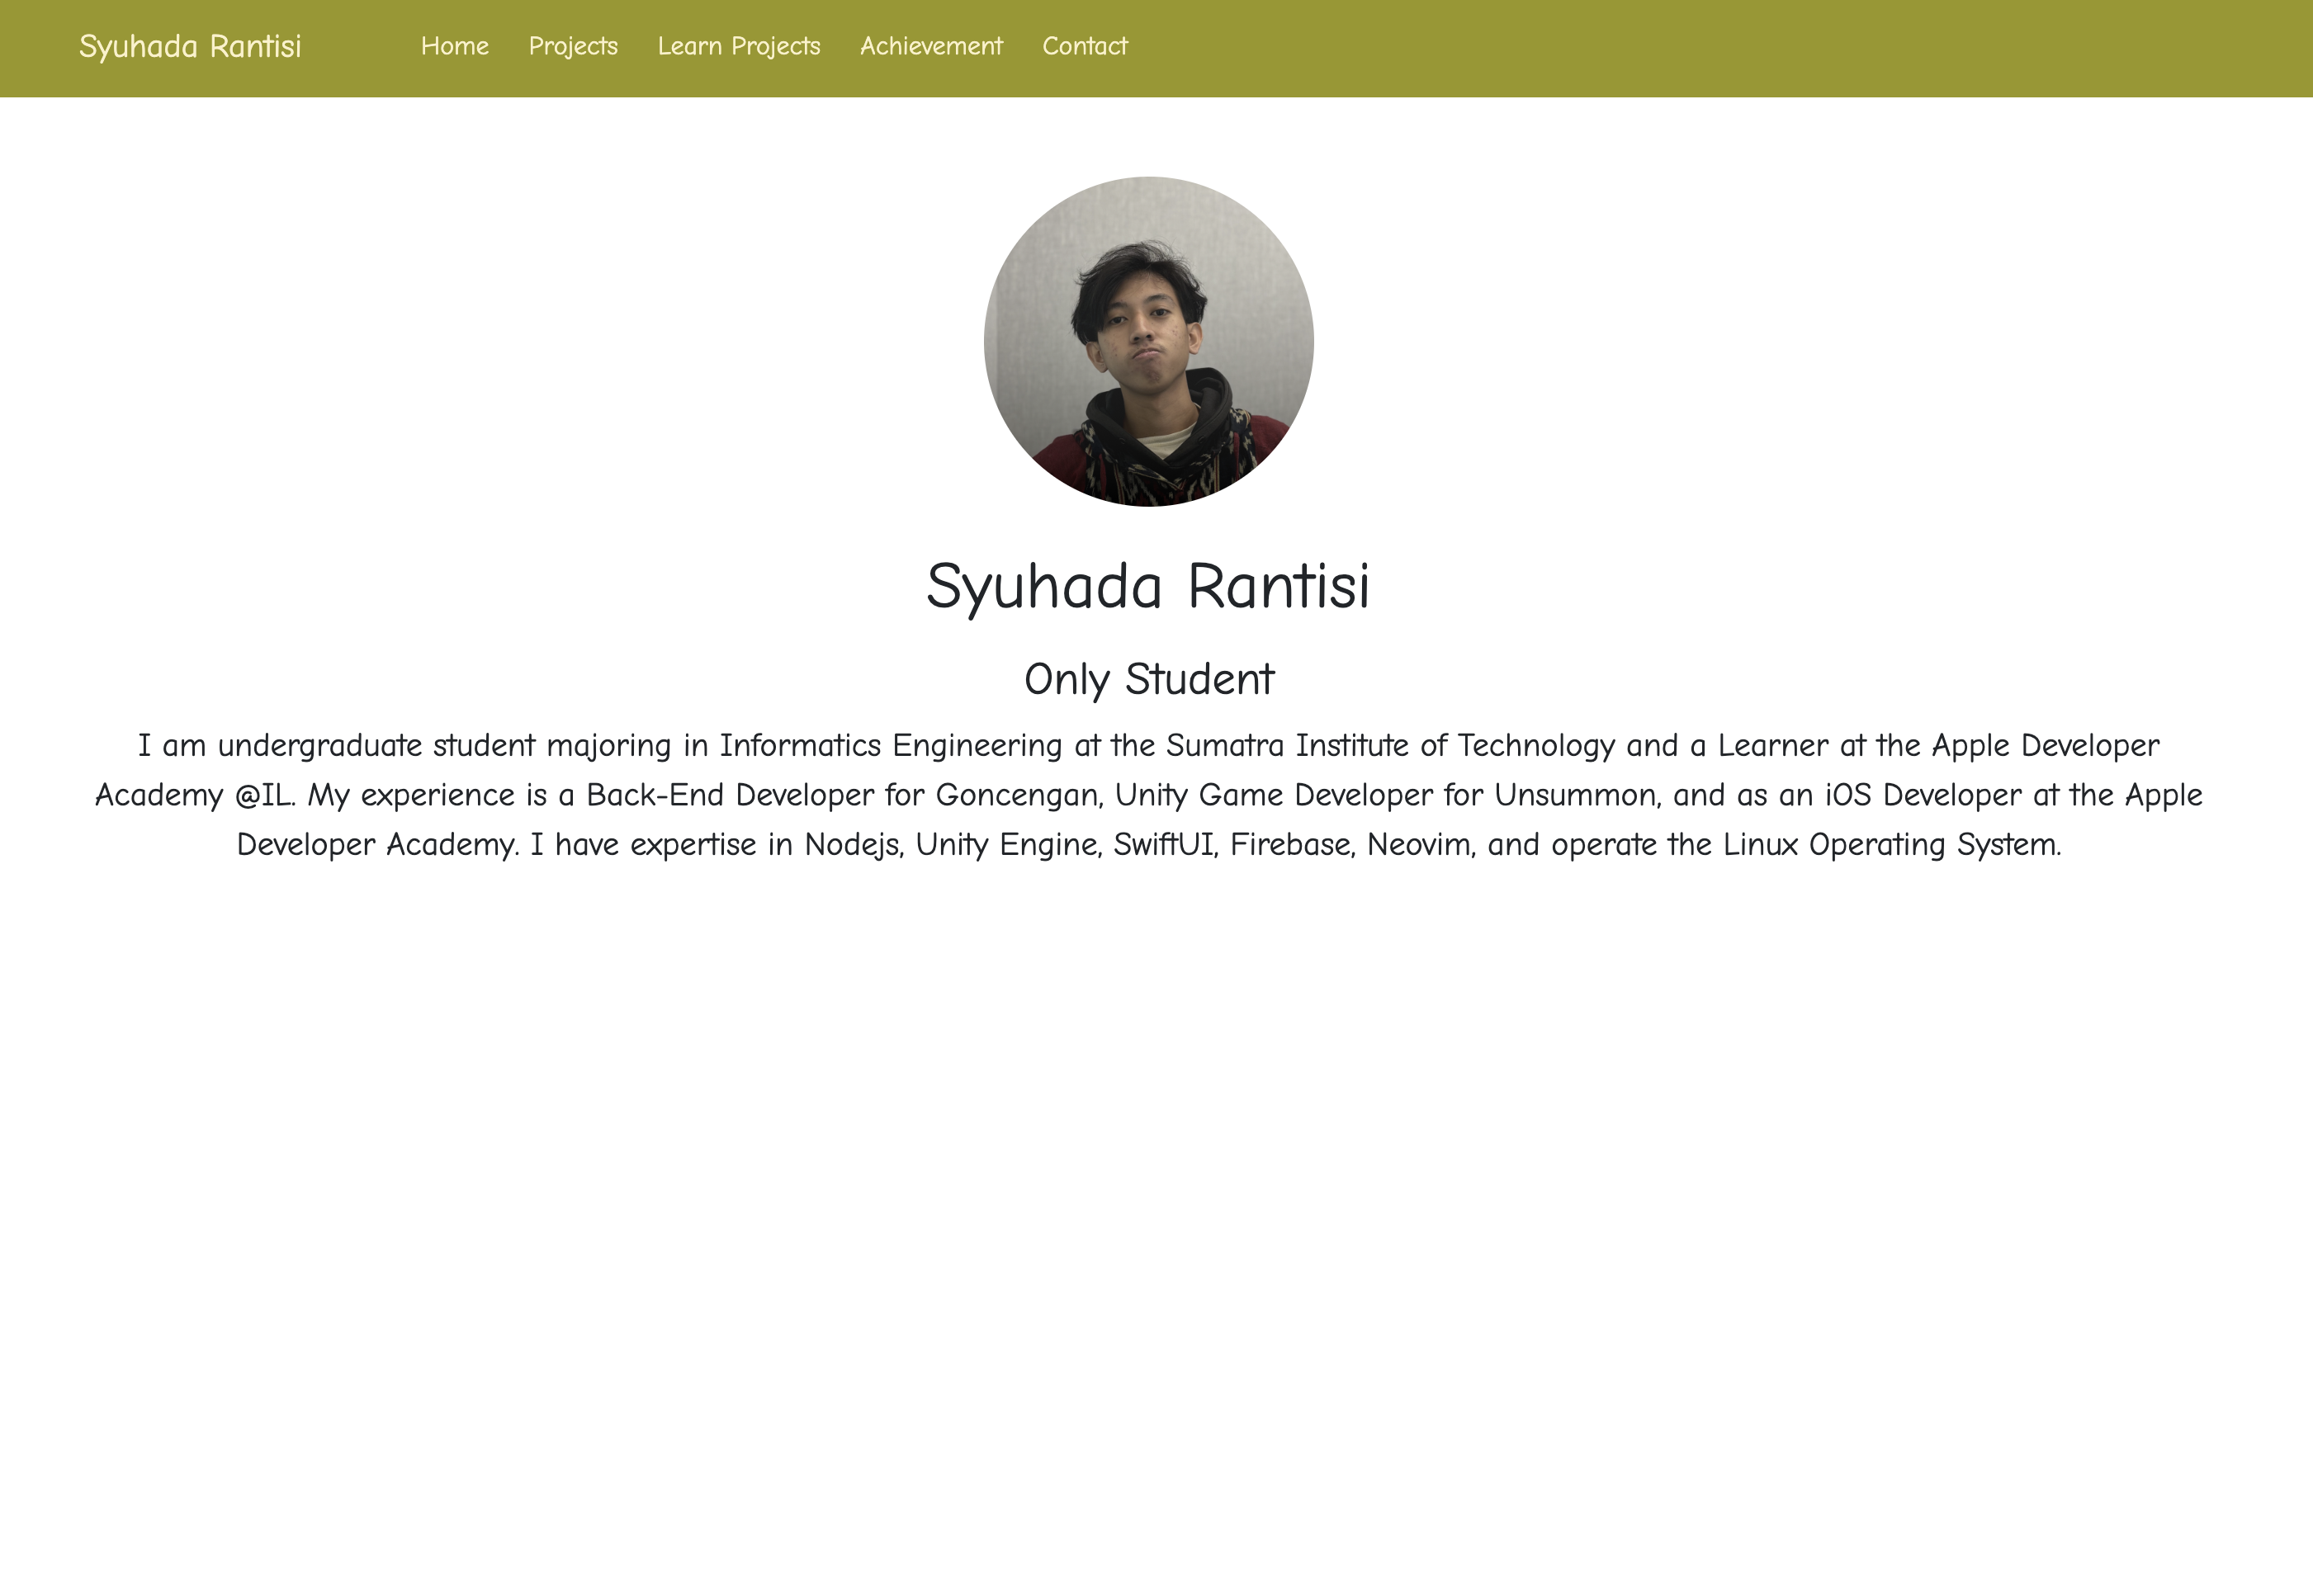 Syuhada Rantisi Home Projects Learn Projects Achievement Contact
Syuhada Rantisi
Only Student
I am undergraduate student majoring in Informatics Engineering at the Sumatra Institute of Technology and a Learner at the Apple Developer
Academy @IL. My experience is a Back-End Developer for Goncengan, Unity Game Developer for Unsummon, and as an iOS Developer at the Apple
Developer Academy. I have expertise in Nodejs, Unity Engine, SwiftUI, Firebase, Neovim, and operate the Linux Operating System.